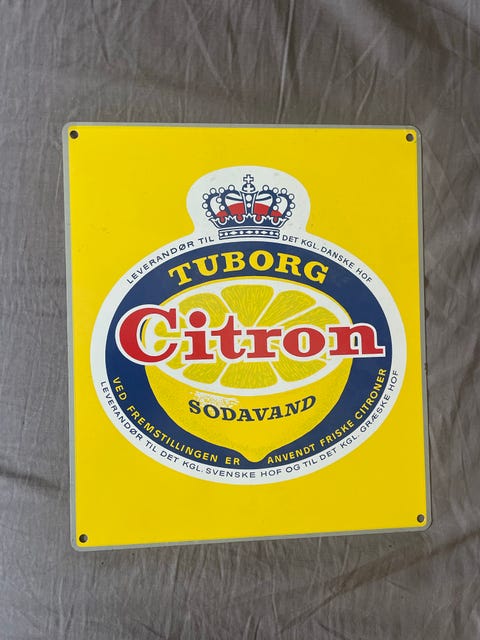 LEVERANDØR TIL DET KGL. DANSKE HOF
TUBORG
Citron
SODAVAND
VED FREMSTILLINGEN ER ANVENDT FRISKE CITRONER
LEVERANDØR TIL DET KGL. SVENSKE HOF OG TIL DET KGL. GRÆSKE HOF